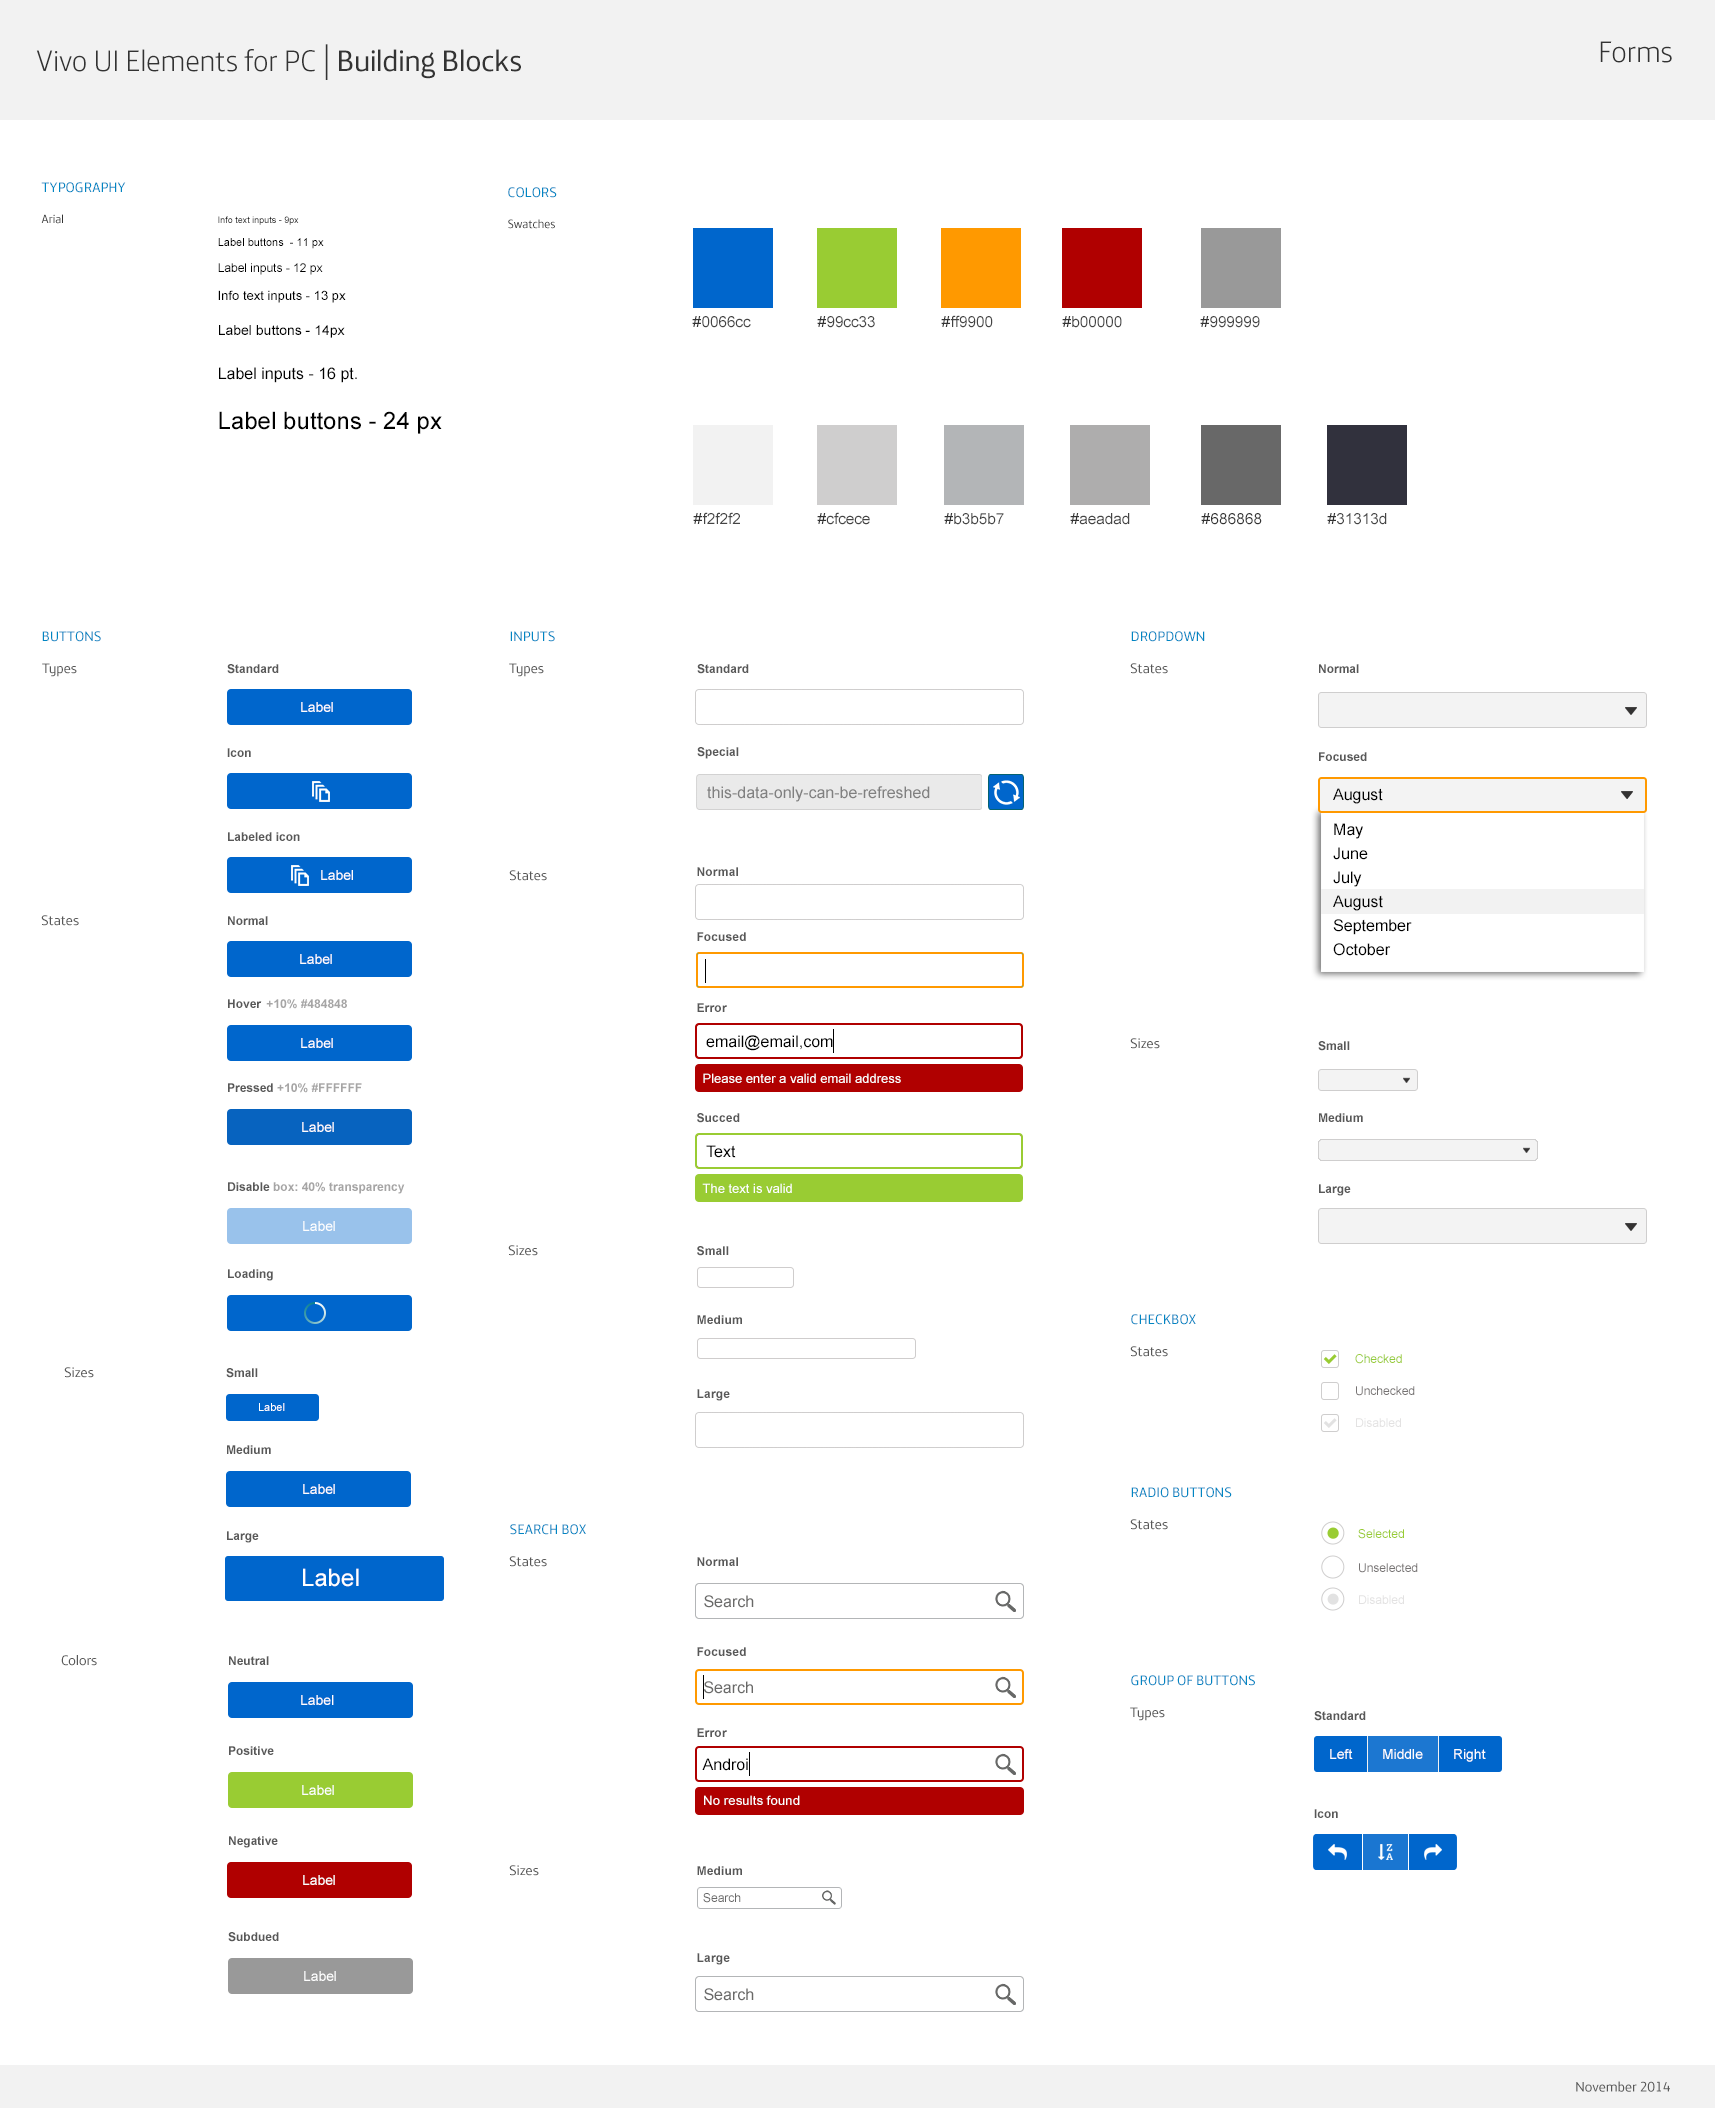 Vivo UI Elements for PC | Building Blocks
Forms
TYPOGRAPHY
Arial
Info text inputs - 9px
Label buttons - 11 px
Label inputs - 12 px
Info text inputs - 13 px
Label buttons - 14px
Label inputs - 16 pt.
Label buttons - 24 px
COLORS
Swatches
#0066cc
#99cc33
#ff9900
#b00000
#999999
#f2f2f2
#cfcece
#b3b5b7
#aeadad
#686868
#31313d
BUTTONS
Types
Standard
Label
Icon
Labeled icon
Label
States
Normal
Label
Hover +10% #484848
Label
Pressed +10% #FFFFFF
Label
Disable box: 40% transparency
Label
Loading
Sizes
Small
Label
Medium
Label
Large
Label
Colors
Neutral
Label
Positive
Label
Negative
Label
Subdued
Label
INPUTS
Types
Standard
Special
this-data-only-can-be-refreshed
States
Normal
Focused
Error
email@email,com
Please enter a valid email address
Succed
Text
The text is valid
Sizes
Small
Medium
Large
SEARCH BOX
States
Normal
Search
Focused
Search
Error
Androi
No results found
Sizes
Medium
Search
Large
Search
DROPDOWN
States
Normal
Focused
August
May
June
July
August
September
October
Sizes
Small
Medium
Large
CHECKBOX
States
Checked
Unchecked
Disabled
RADIO BUTTONS
States
Selected
Unselected
Disabled
GROUP OF BUTTONS
Types
Standard
Left Middle Right
Icon
Z
A
November 2014